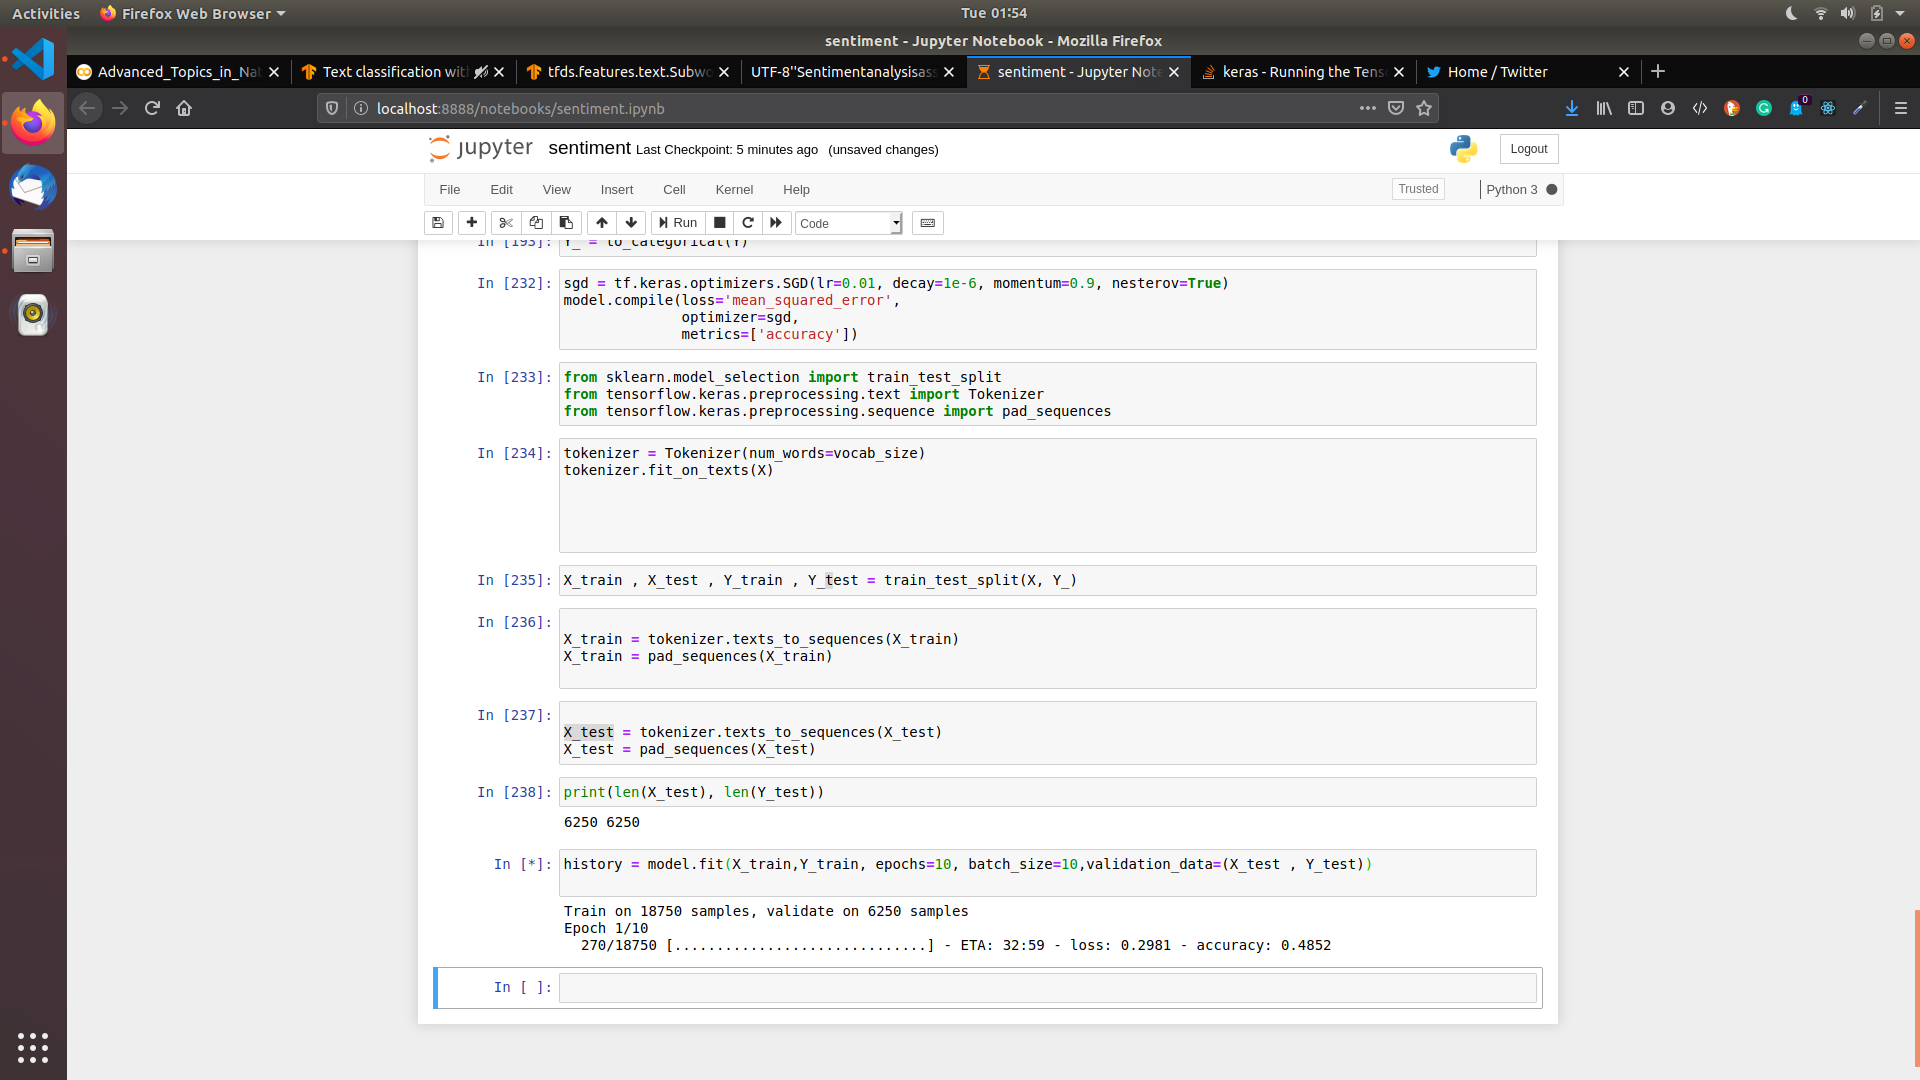 Activities
Firefox Web Browser
Tue 01:54
sentiment - Jupyter Notebook - Mozilla Firefox
Advanced_Topics_in_Na
Text classification wit
tfds.features.text.Subwo
UTF-8''Sentimentanalysisass
sentiment - Jupyter Note
keras - Running the Tens
Home / Twitter
localhost:8888/notebooks/sentiment.ipynb
0
jupyter
sentiment Last Checkpoint: 5 minutes ago (unsaved changes)
Logout
File Edit View Insert Cell Kernel Help
Trusted
Python 3
Run
Code
In [193]: Y_ = to_categorical(Y)
In [232]: sgd = tf.keras.optimizers.SGD(lr=0.01, decay=1e-6, momentum=0.9, nesterov=True)
model.compile(loss='mean_squared_error',
optimizer=sgd,
metrics=['accuracy'])
In [233]: from sklearn.model_selection import train_test_split
from tensorflow.keras.preprocessing.text import Tokenizer
from tensorflow.keras.preprocessing.sequence import pad_sequences
In [234]: tokenizer = Tokenizer(num_words=vocab_size)
tokenizer.fit_on_texts(X)
In [235]: X_train , X_test , Y_train , Y_test = train_test_split(X, Y_)
In [236]:
X_train = tokenizer.texts_to_sequences(X_train)
X_train = pad_sequences(X_train)
In [237]:
X_test = tokenizer.texts_to_sequences(X_test)
X_test = pad_sequences(X_test)
In [238]: print(len(X_test), len(Y_test))
6250 6250
In [*]: history = model.fit(X_train,Y_train, epochs=10, batch_size=10,validation_data=(X_test , Y_test))
Train on 18750 samples, validate on 6250 samples
Epoch 1/10
270/18750 [..............................] - ETA: 32:59 - loss: 0.2981 - accuracy: 0.4852
In [ ]: